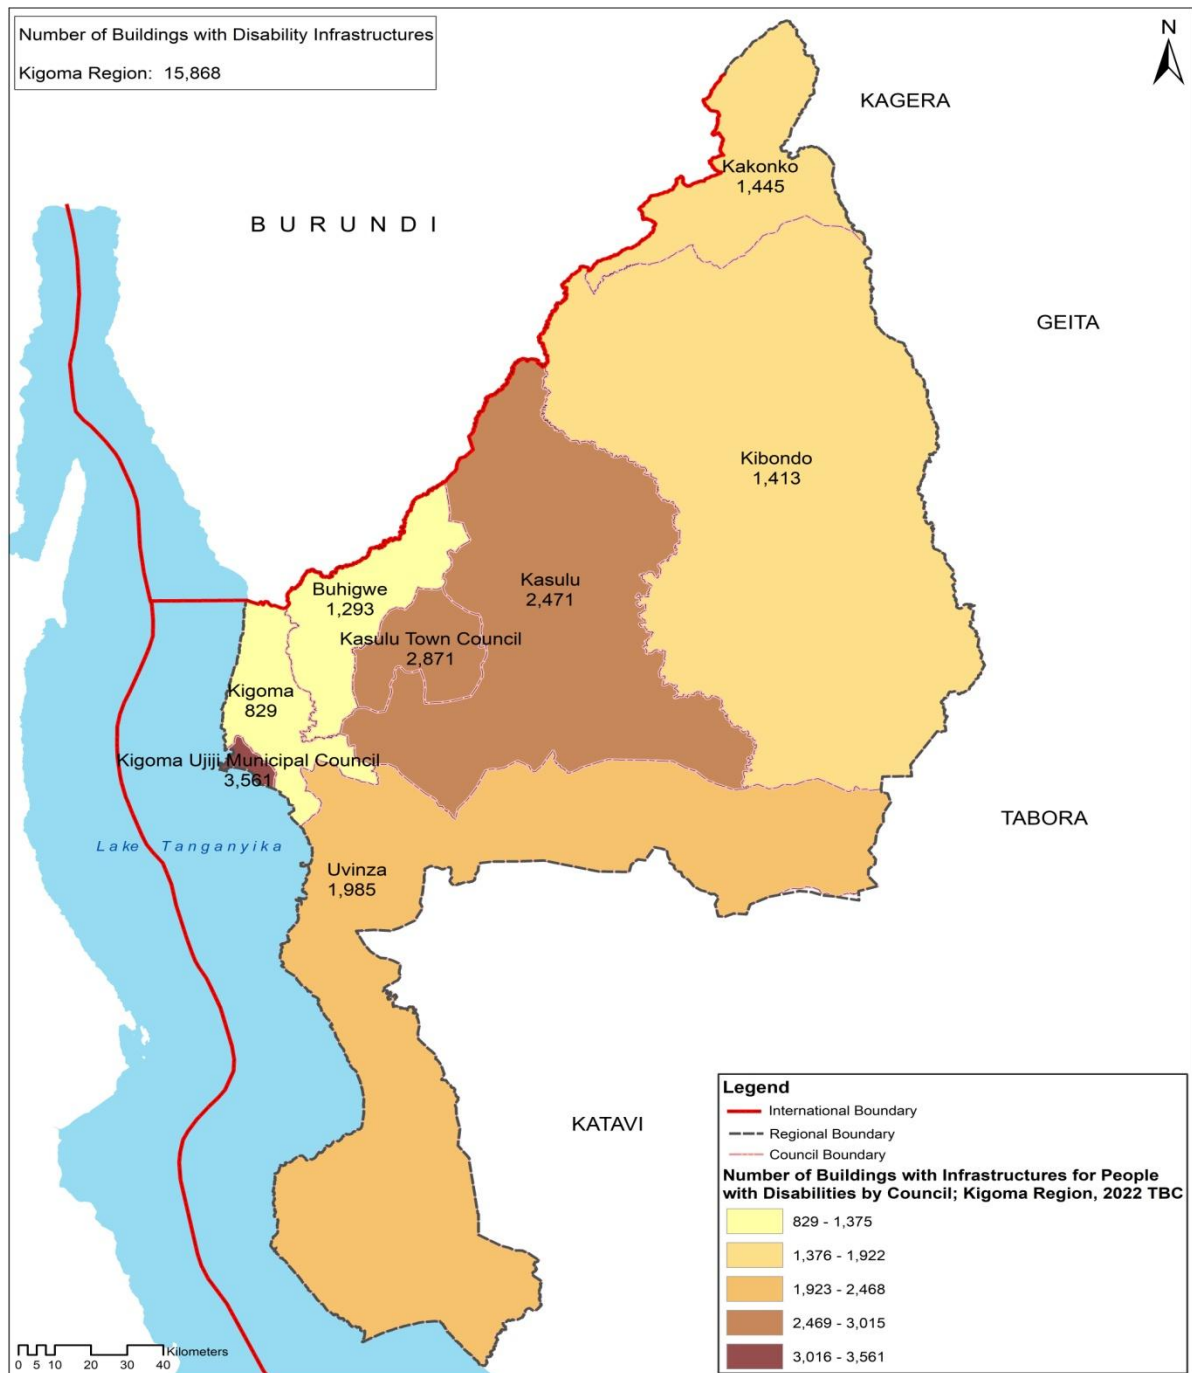 Number of Buildings with Disability Infrastructures
Kigoma Region: 15,868
N
KAGERA
Kakonko
1,445
BURUNDI
GEITA
Kibondo
1,413
Kasulu
2,471
Buhigwe
1,293
Kasulu Town Council
2,871
Kigoma
829
Kigoma Ujiji Municipal Council
3,561
TABORA
Lake Tanganyika
Uvinza
1,985
KATAVI
Legend
International Boundary
Regional Boundary
Council Boundary
Number of Buildings with Infrastructures for People
with Disabilities by Council; Kigoma Region, 2022 TBC
829 - 1,375
1,376 - 1,922
1,923 - 2,468
2,469 - 3,015
3,016 - 3,561
Kilometers
0 5 10 20 30 40